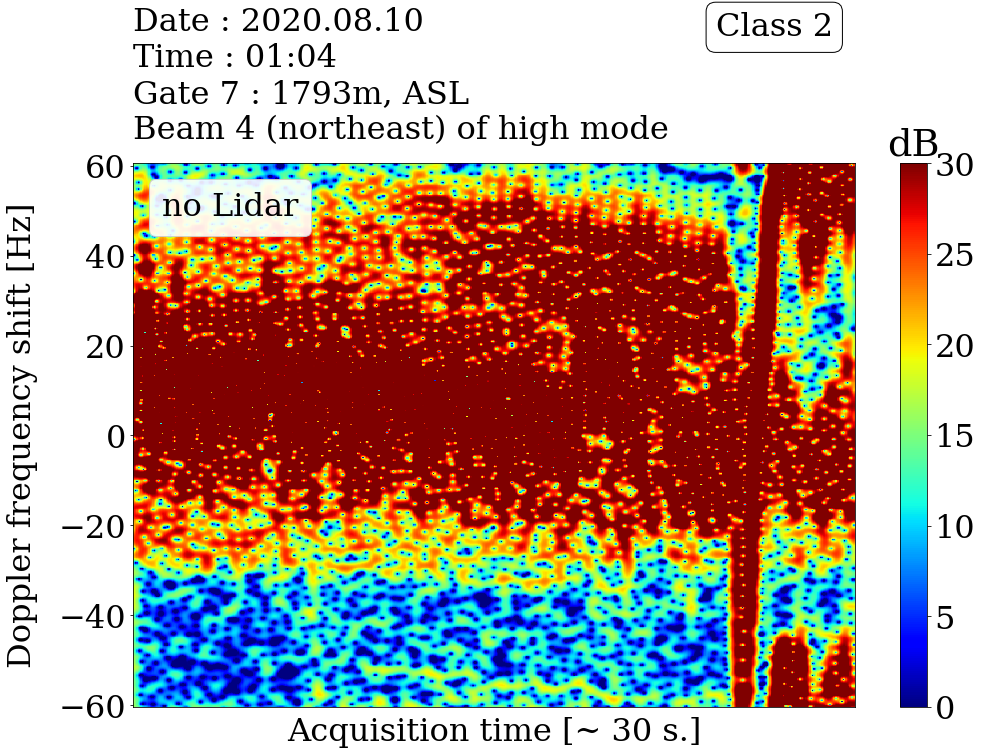 Date : 2020.08.10
Time : 01:04
Gate 7 : 1793m, ASL
Beam 4 (northeast) of high mode
Class 2
dB
no Lidar
60
40
20
0
−20
−40
−60
Doppler frequency shift [Hz]
Acquisition time [~ 30 s.]
30
25
20
15
10
5
0